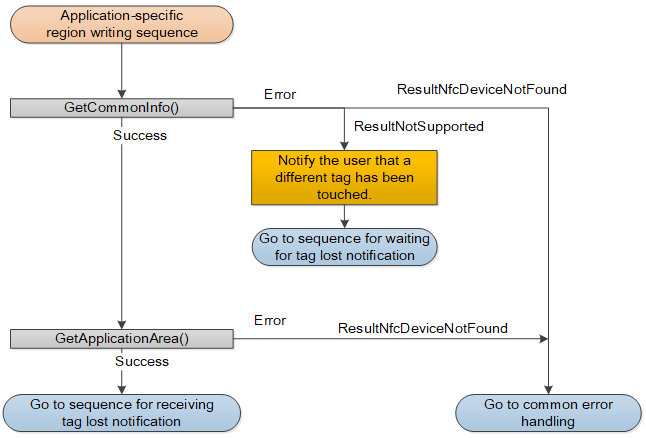 Application-specific
region writing sequence
GetCommonInfo()
Error
ResultNfcDeviceNotFound
ResultNotSupported
Success
Notify the user that a
different tag has been
touched.
Go to sequence for waiting
for tag lost notification
GetApplicationArea()
Error
ResultNfcDeviceNotFound
Success
Go to sequence for receiving
tag lost notification
Go to common error
handling